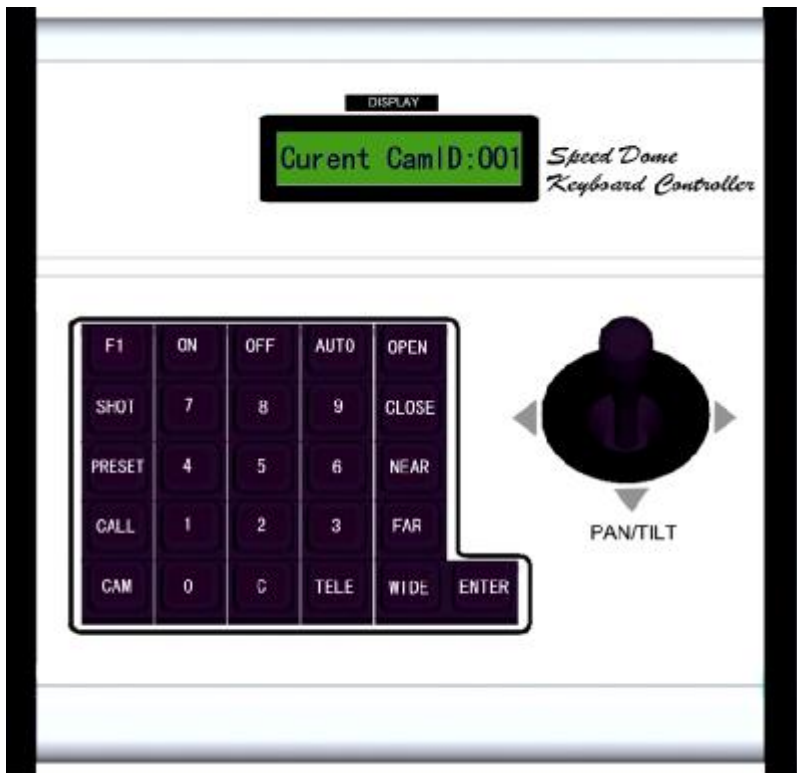 DISPLAY
Curent CamID:001
Speed Dome
Keyboard Controller
F1 ON OFF AUTO OPEN
SHOT 7 8 9 CLOSE
PRESET 4 5 6 NEAR
CALL 1 2 3 FAR
CAM 0 C TELE WIDE ENTER
PAN/TILT